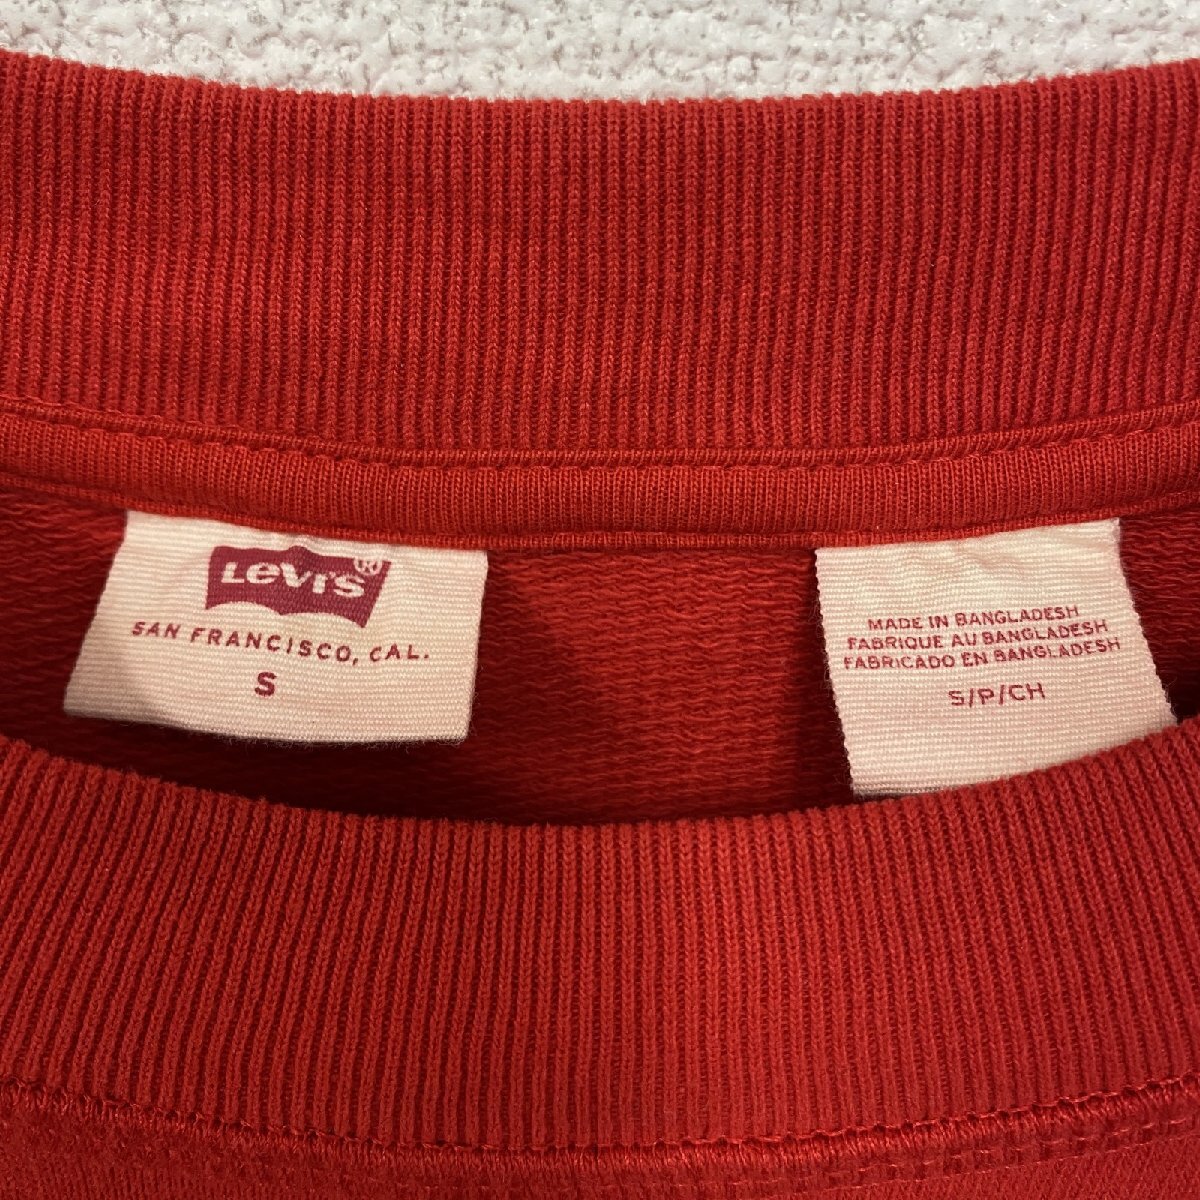 Levi's®
SAN FRANCISCO, CAL.
S
MADE IN BANGLADESH
FABRIQUE AU BANGLADESH
FABRICADO EN BANGLADESH
S/P/CH